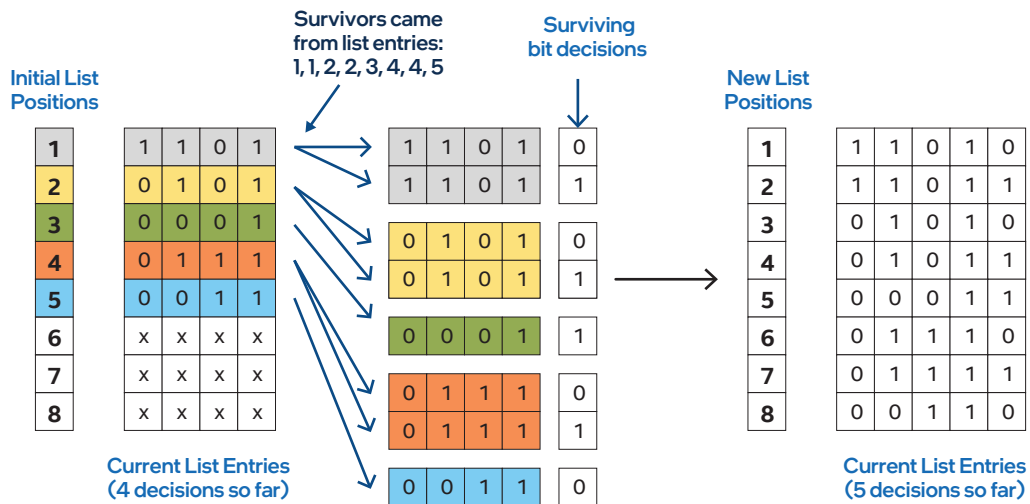 Survivors came
from list entries:
1, 1, 2, 2, 3, 4, 4, 5
Surviving
bit decisions
Initial List
Positions
New List
Positions
1
1 1 0 1
1 1 0 1
0
1
1 1 0 1 0
2
0 1 0 1
1 1 0 1
1
2
1 1 0 1 1
3
0 0 0 1
0 1 0 1
0
3
0 1 0 1 0
4
0 1 1 1
0 1 0 1
1
4
0 1 0 1 1
5
0 0 1 1
5
0 0 0 1 1
6
x x x x
0 0 0 1
1
6
0 1 1 1 0
7
x x x x
0 1 1 1
0
7
0 1 1 1 1
8
x x x x
0 1 1 1
1
8
0 0 1 1 0
0 0 1 1
0
Current List Entries
(4 decisions so far)
Current List Entries
(5 decisions so far)